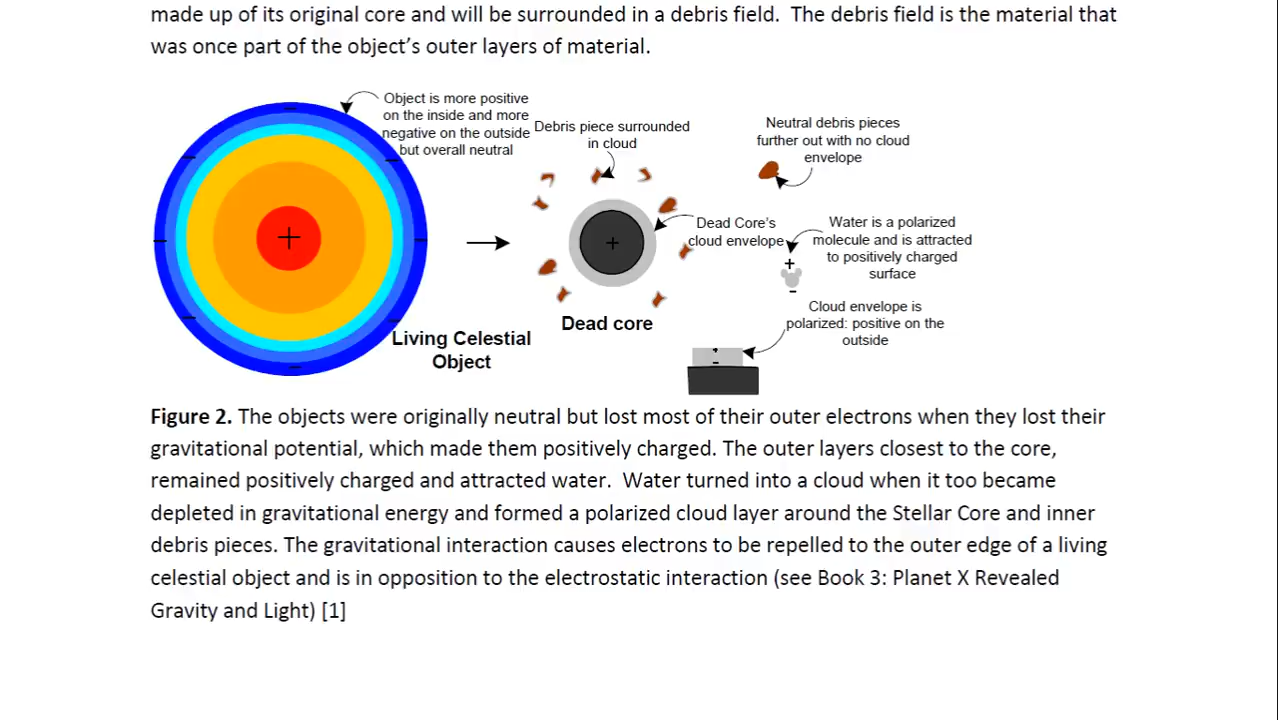 made up of its original core and will be surrounded in a debris field.  The debris field is the material that
was once part of the object’s outer layers of material.
Object is more positive
on the inside and more
negative on the outside
but overall neutral
Debris piece surrounded
in cloud
Neutral debris pieces
further out with no cloud
envelope
Dead Core's
cloud envelope
Water is a polarized
molecule and is attracted
to positively charged
surface
+
-
Cloud envelope is
polarized: positive on the
outside
Living Celestial
Object
Dead core
Figure 2. The objects were originally neutral but lost most of their outer electrons when they lost their
gravitational potential, which made them positively charged. The outer layers closest to the core,
remained positively charged and attracted water.  Water turned into a cloud when it too became
depleted in gravitational energy and formed a polarized cloud layer around the Stellar Core and inner
debris pieces. The gravitational interaction causes electrons to be repelled to the outer edge of a living
celestial object and is in opposition to the electrostatic interaction (see Book 3: Planet X Revealed
Gravity and Light) [1]